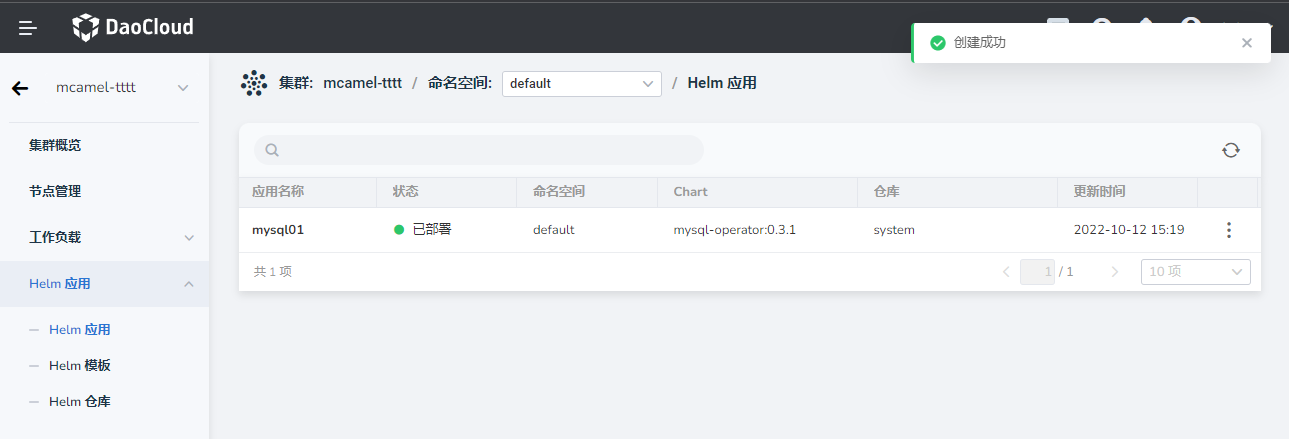 DaoCloud
创建成功
mcamel-tttt
集群: mcamel-tttt / 命名空间: default / Helm 应用
集群概览
节点管理
工作负载
Helm 应用
Helm 应用
Helm 模板
Helm 仓库
应用名称 状态 命名空间 Chart 仓库 更新时间
mysql01 已部署 default mysql-operator:0.3.1 system 2022-10-12 15:19
共 1 项 1 / 1 10 项